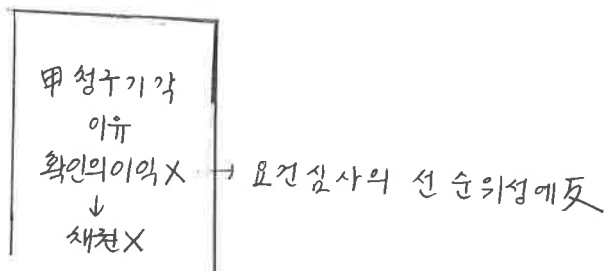 甲 청구기각
이유
확인의이익 X → 요건심사의 선순위성에 反
↓
채권 X